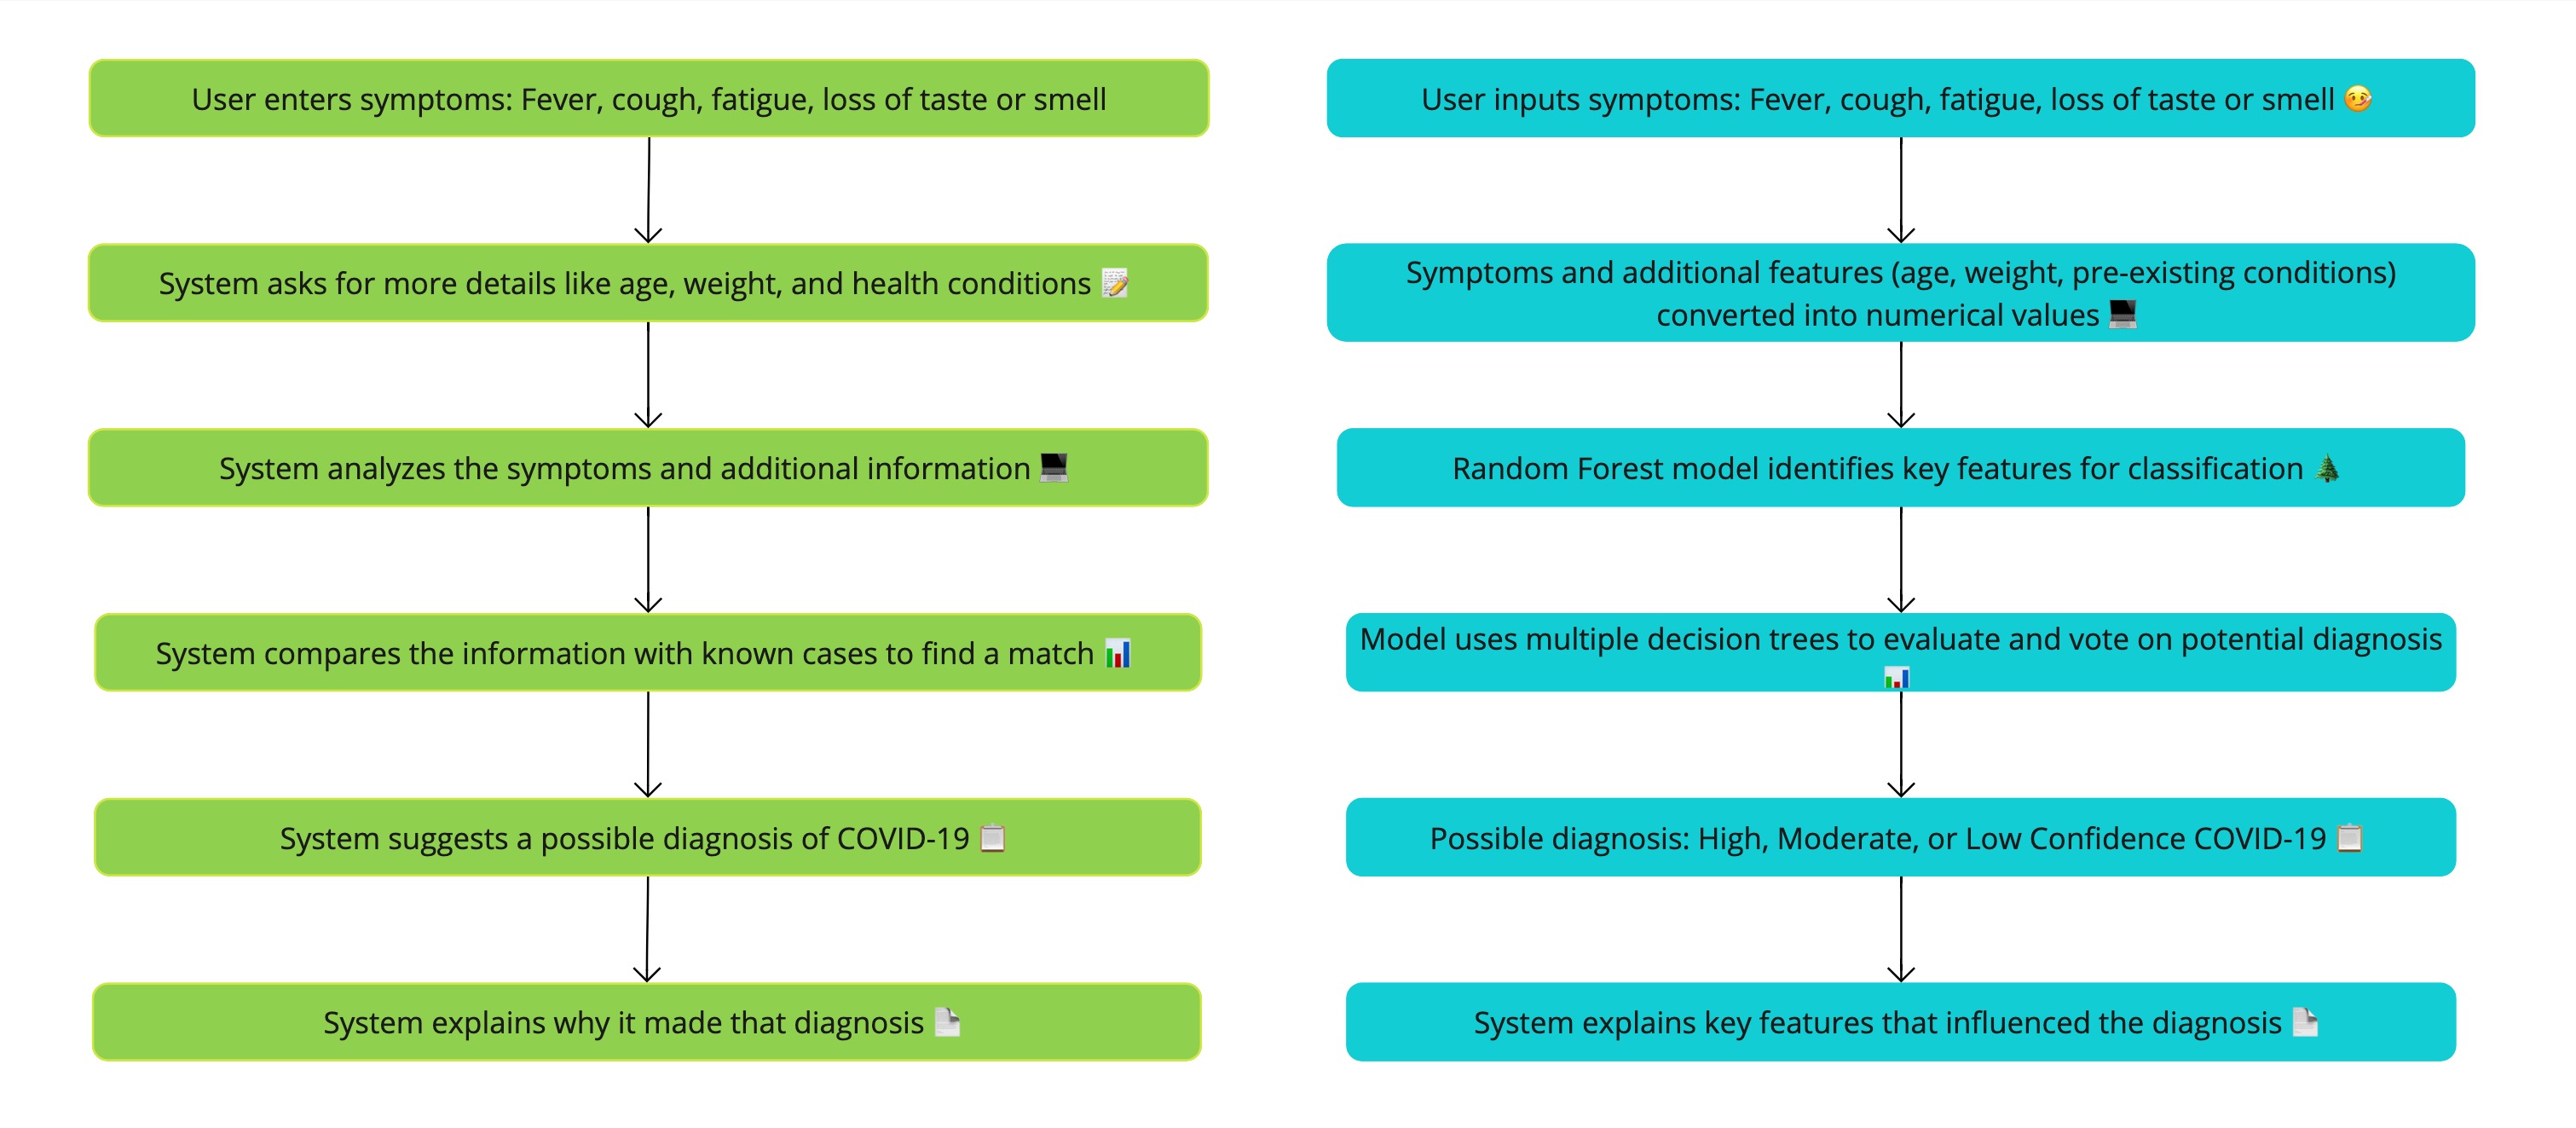 User enters symptoms: Fever, cough, fatigue, loss of taste or smell
System asks for more details like age, weight, and health conditions 📝
System analyzes the symptoms and additional information 💻
System compares the information with known cases to find a match 📊
System suggests a possible diagnosis of COVID-19 📋
System explains why it made that diagnosis 📄
User inputs symptoms: Fever, cough, fatigue, loss of taste or smell 🤒
Symptoms and additional features (age, weight, pre-existing conditions)
converted into numerical values 💻
Random Forest model identifies key features for classification 🌲
Model uses multiple decision trees to evaluate and vote on potential diagnosis
📊
Possible diagnosis: High, Moderate, or Low Confidence COVID-19 📋
System explains key features that influenced the diagnosis 📄